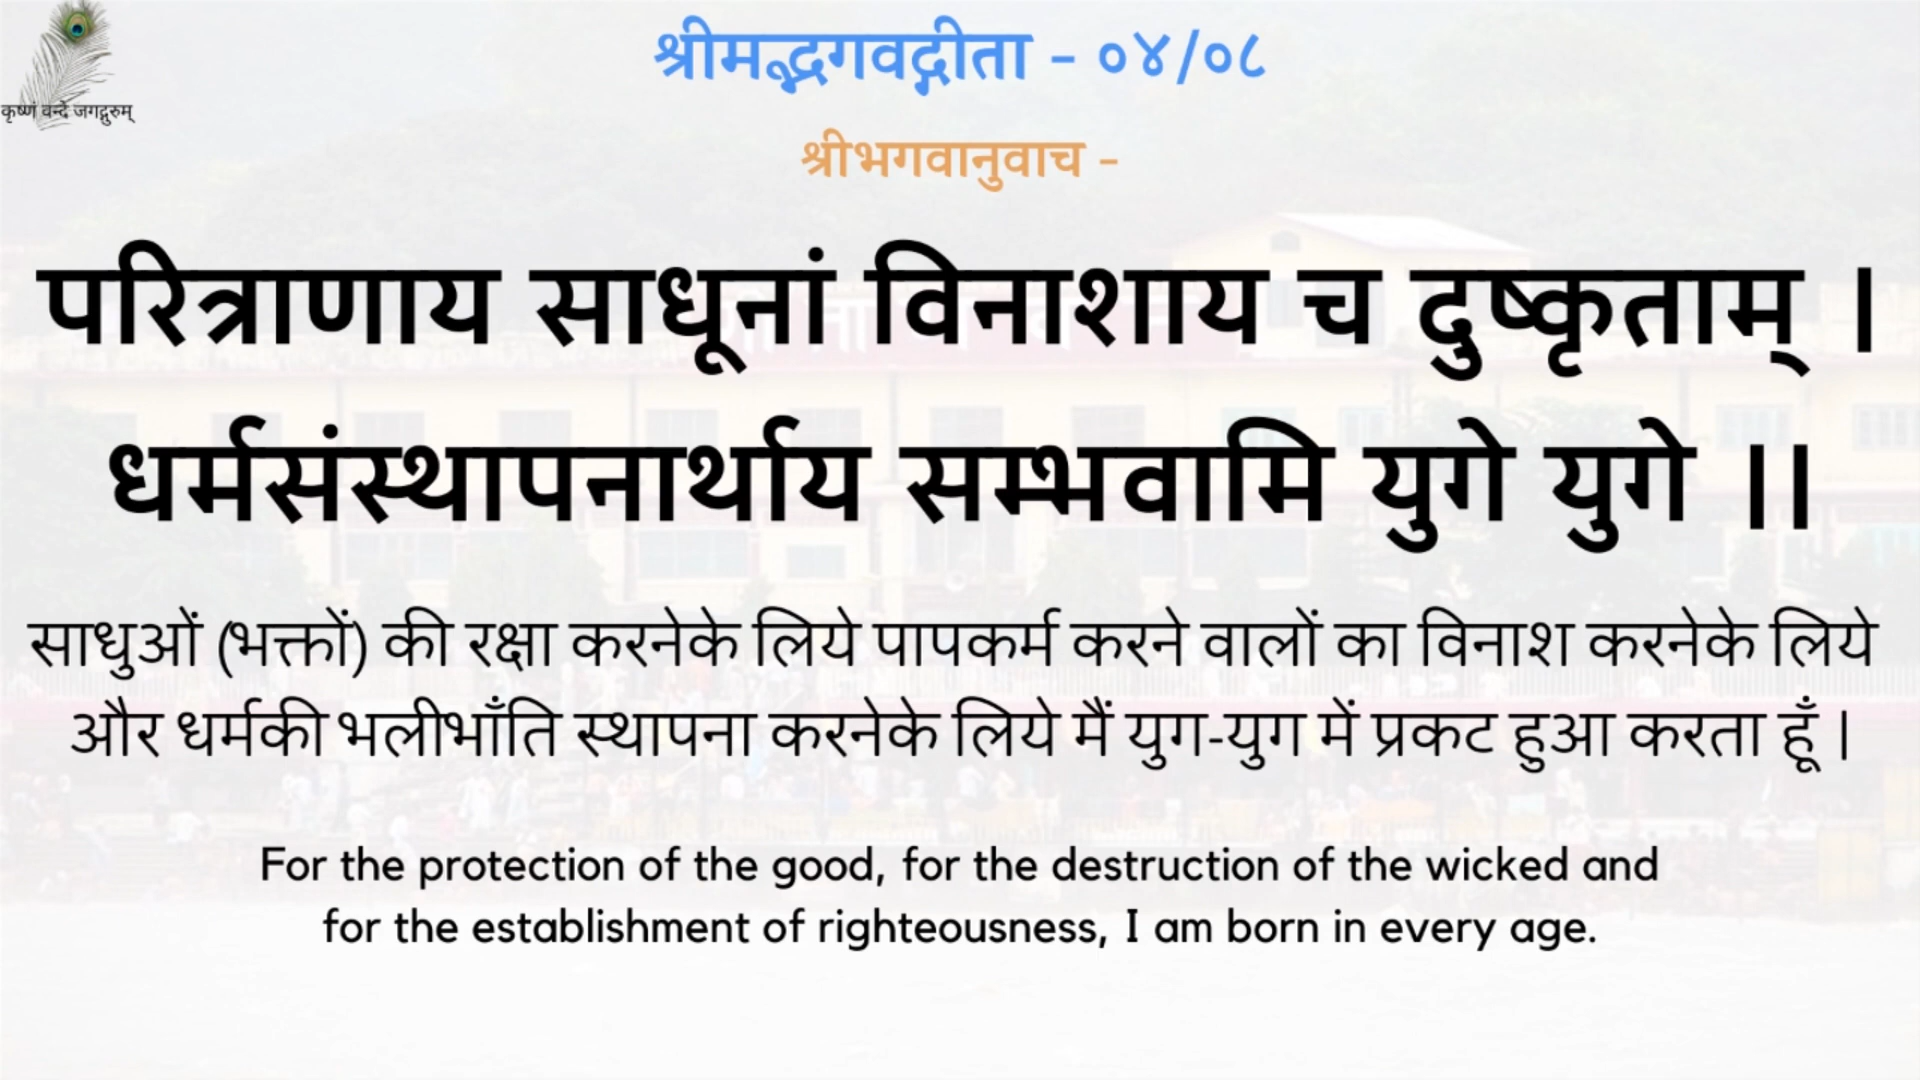 कृष्णं वन्दे जगद्गुरुम्
श्रीमद्भगवद्गीता - ०४/०८
श्रीभगवानुवाच -
परित्राणाय साधूनां विनाशाय च दुष्कृताम् ।
धर्मसंस्थापनार्थाय सम्भवामि युगे युगे ।।
साधुओं (भक्तों) की रक्षा करनेके लिये पापकर्म करने वालों का विनाश करनेके लिये
और धर्मकी भलीभाँति स्थापना करनेके लिये मैं युग-युग में प्रकट हुआ करता हूँ ।
For the protection of the good, for the destruction of the wicked and
for the establishment of righteousness, I am born in every age.